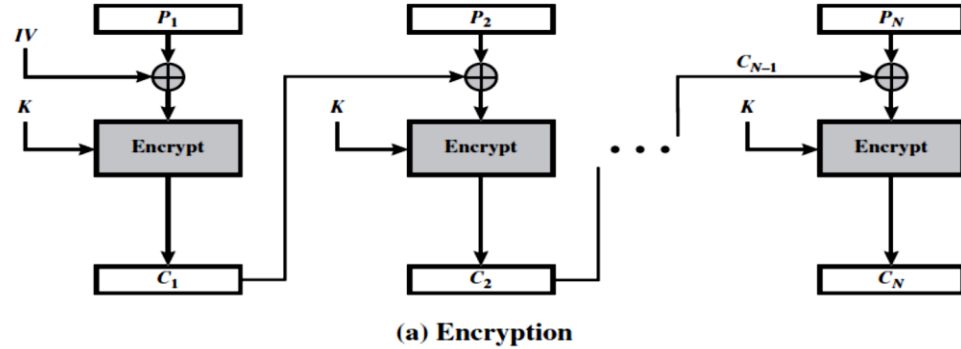 P1 P2 PN
IV
CN−1
K K K
Encrypt Encrypt Encrypt
C1 C2 CN
(a) Encryption